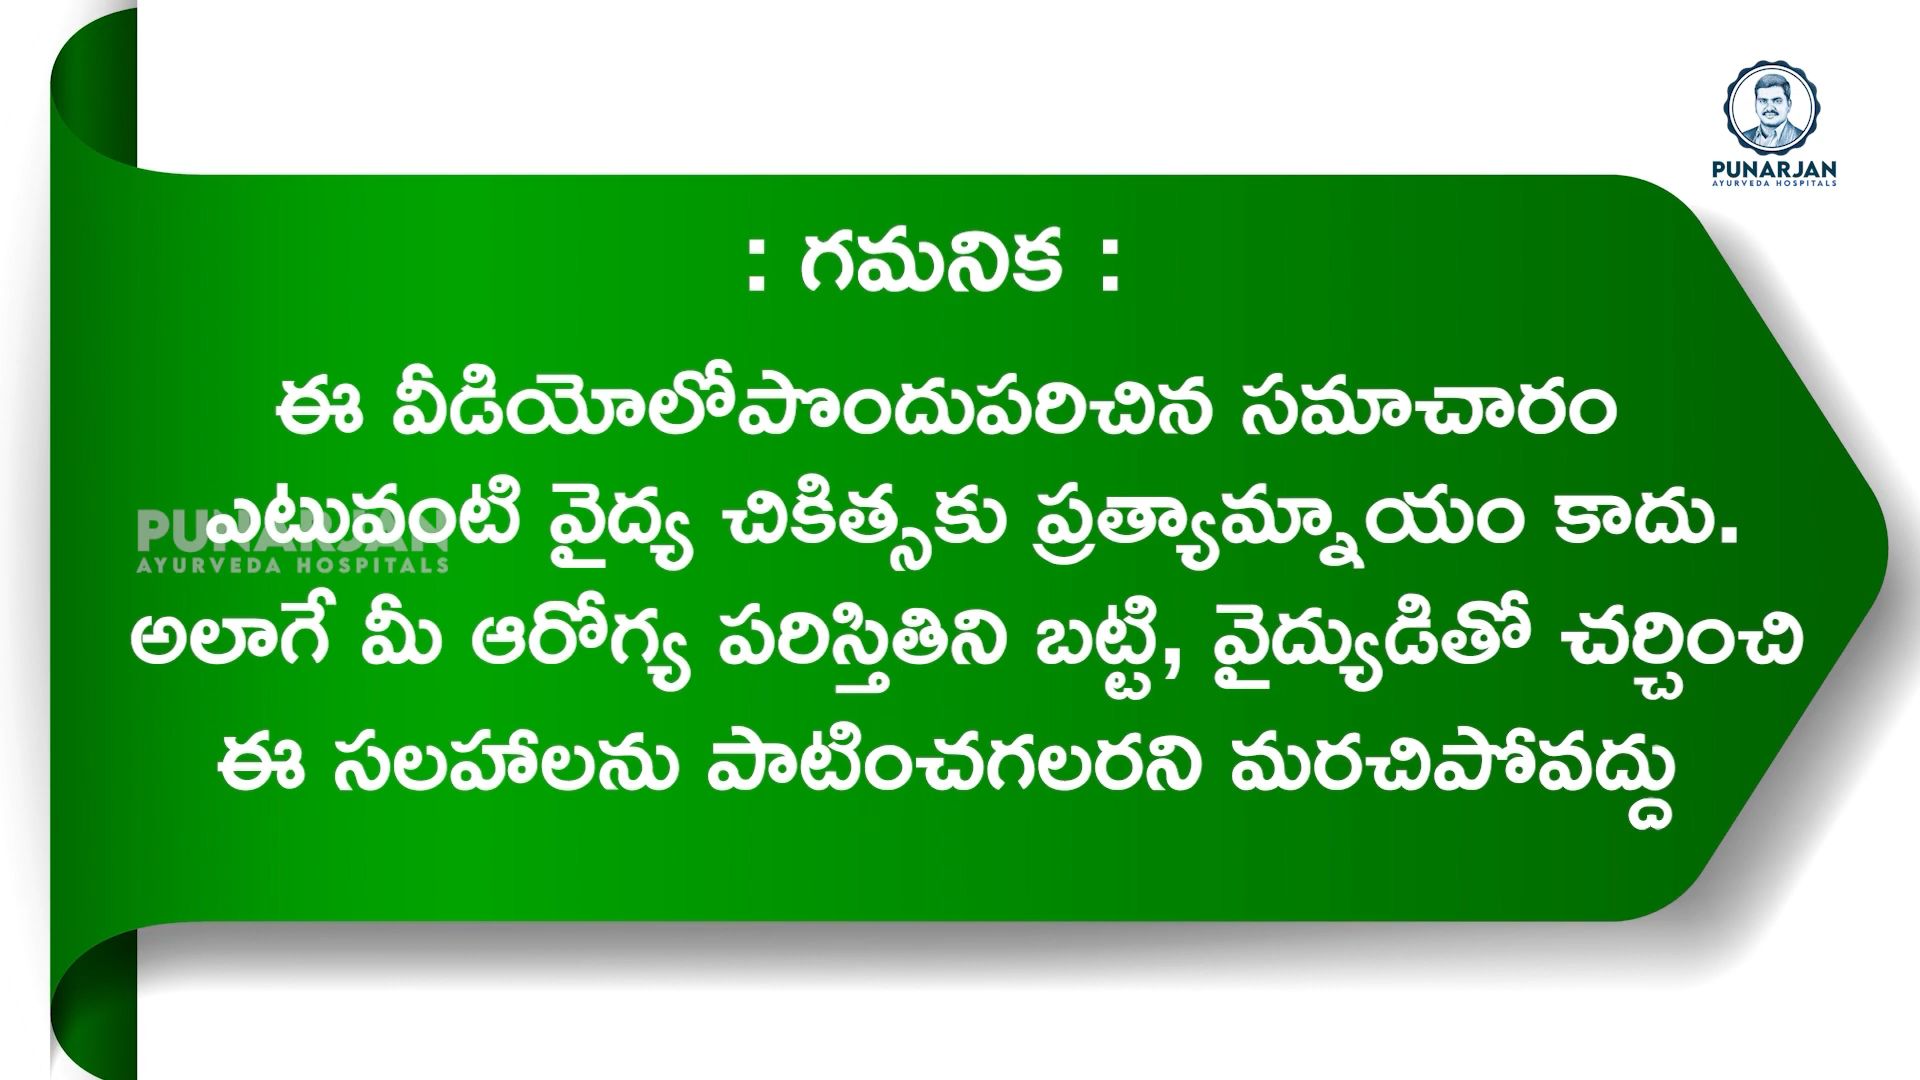 PUNARJAN
AYURVEDA HOSPITALS
: గమనిక :
ఈ వీడియోలోపొందుపరిచిన సమాచారం
ఎటువంటి వైద్య చికిత్సకు ప్రత్యామ్నాయం కాదు.
PUNARJAN
AYURVEDA HOSPITALS
అలాగే మీ ఆరోగ్య పరిస్తితిని బట్టి, వైద్యుడితో చర్చించి
ఈ సలహాలను పాటించగలరని మరచిపోవద్దు